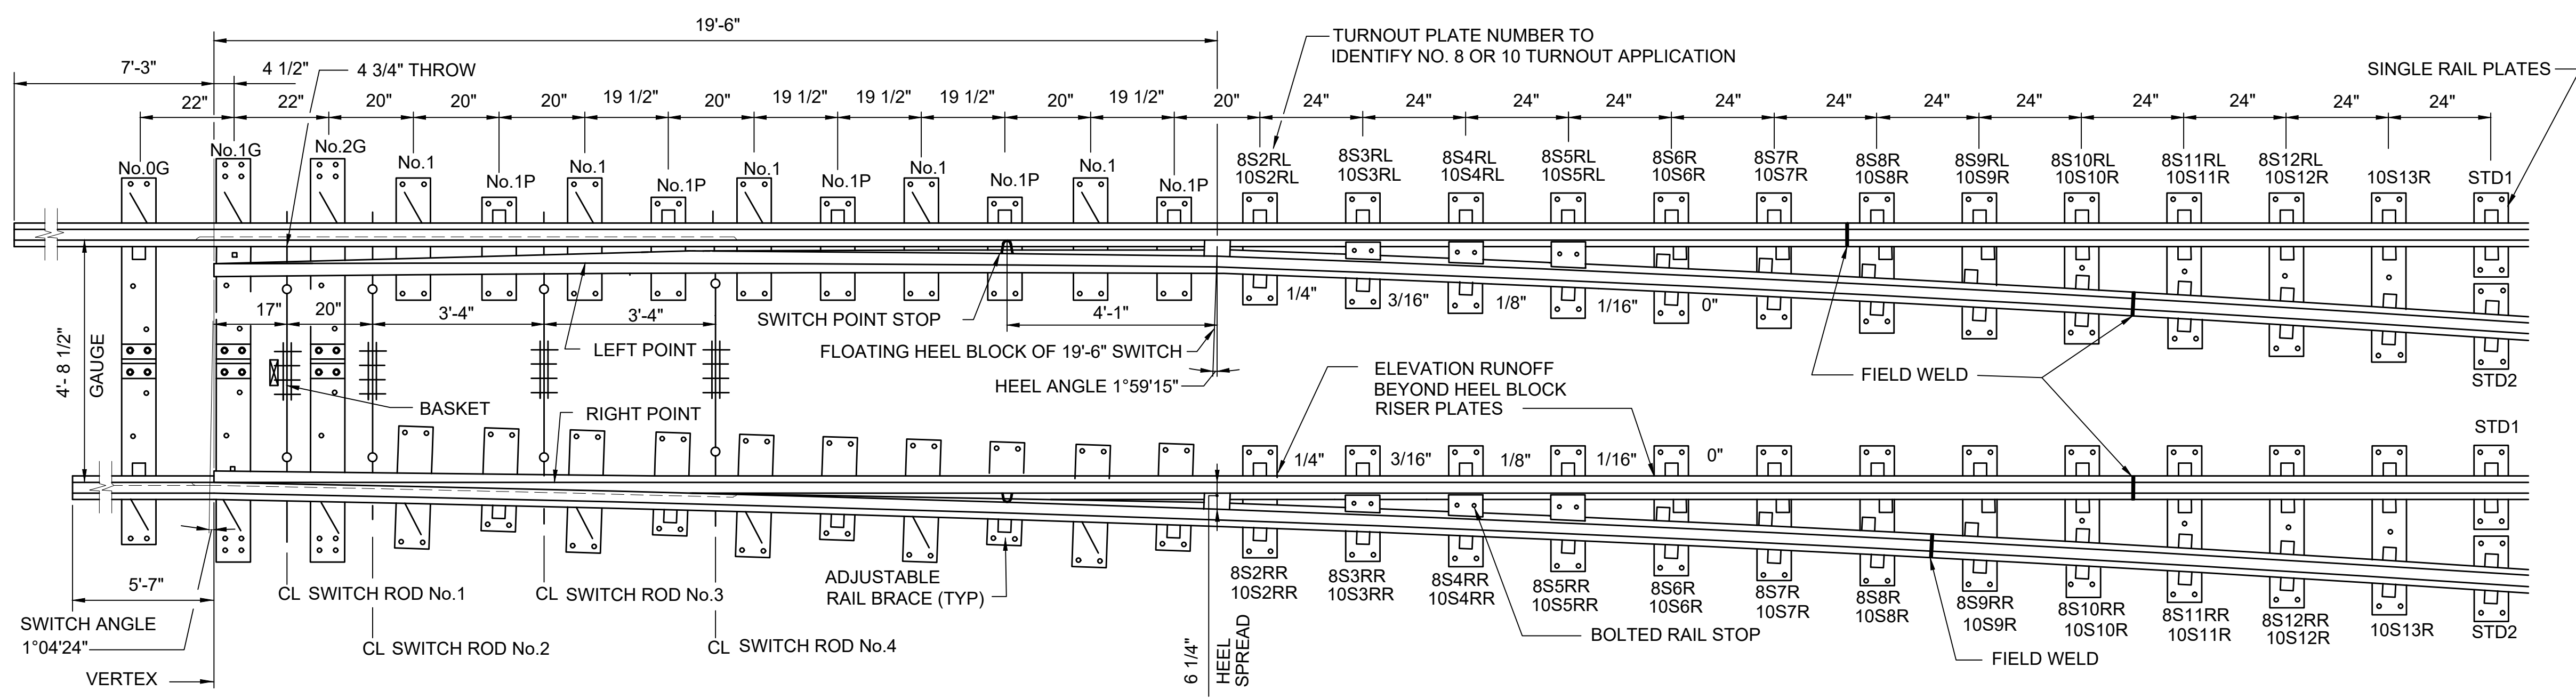 19'-6"
TURNOUT PLATE NUMBER TO
IDENTIFY NO. 8 OR 10 TURNOUT APPLICATION
7'-3"
4 1/2"
4 3/4" THROW
SINGLE RAIL PLATES
22" 22" 20" 20" 20" 19 1/2" 20" 19 1/2" 19 1/2" 19 1/2" 20" 19 1/2" 20" 24" 24" 24" 24" 24" 24" 24" 24" 24" 24" 24" 24"
No.0G No.1G No.2G No.1 No.1P No.1 No.1P No.1 No.1P No.1 No.1P No.1 No.1P
8S2RL 8S3RL 8S4RL 8S5RL 8S6R 8S7R 8S8R 8S9RL 8S10RL 8S11RL 8S12RL
10S2RL 10S3RL 10S4RL 10S5RL 10S6R 10S7R 10S8R 10S9R 10S10R 10S11R 10S12R 10S13R STD1
1/4" 3/16" 1/8" 1/16" 0"
17" 20" 3'-4" 3'-4"
4'-1"
SWITCH POINT STOP
4'- 8 1/2"
GAUGE
LEFT POINT
FLOATING HEEL BLOCK OF 19'-6" SWITCH
HEEL ANGLE 1°59'15"
ELEVATION RUNOFF
BEYOND HEEL BLOCK
RISER PLATES
FIELD WELD
STD2
BASKET
RIGHT POINT
STD1
1/4" 3/16" 1/8" 1/16" 0"
5'-7"
SWITCH ANGLE
1°04'24"
VERTEX
CL SWITCH ROD No.1
CL SWITCH ROD No.2
CL SWITCH ROD No.3
CL SWITCH ROD No.4
ADJUSTABLE
RAIL BRACE (TYP)
6 1/4"
HEEL
SPREAD
8S2RR 8S3RR 8S4RR 8S5RR 8S6R 8S7R 8S8R 8S9RR 8S10RR 8S11RR 8S12RR
10S2RR 10S3RR 10S4RR 10S5RR 10S6R 10S7R 10S8R 10S9R 10S10R 10S11R 10S12R 10S13R STD2
BOLTED RAIL STOP
FIELD WELD